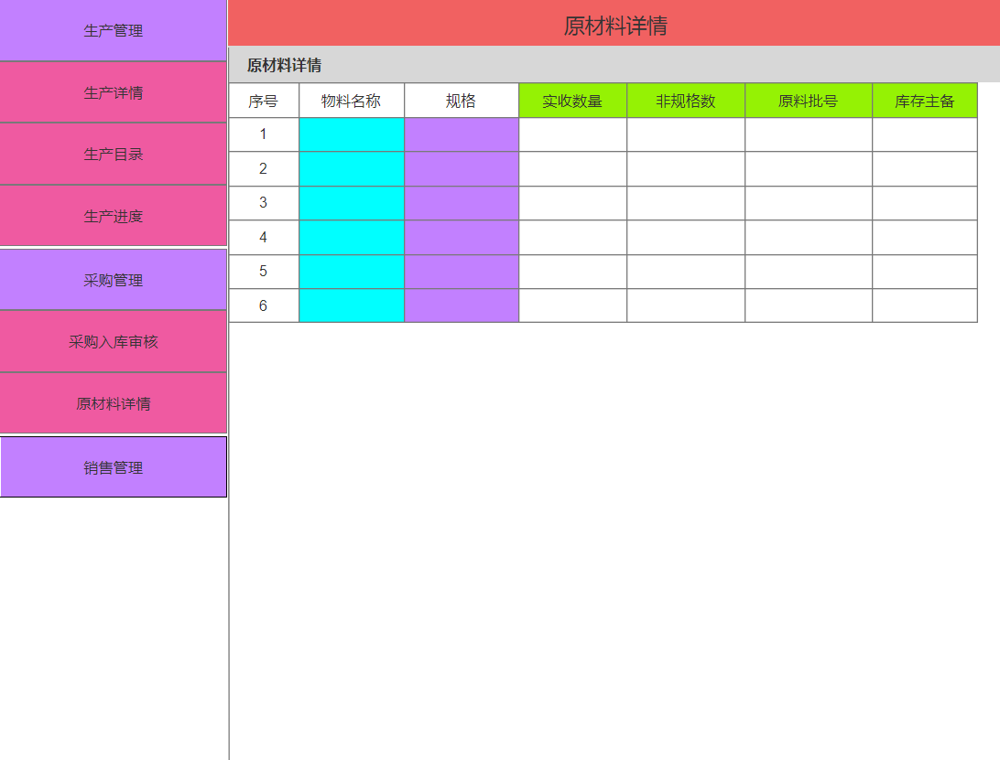 生产管理
生产详情
生产目录
生产进度
采购管理
采购入库审核
原材料详情
销售管理
原材料详情
原材料详情
序号 物料名称 规格 实收数量 非规格数 原料批号 库存主备
1
2
3
4
5
6